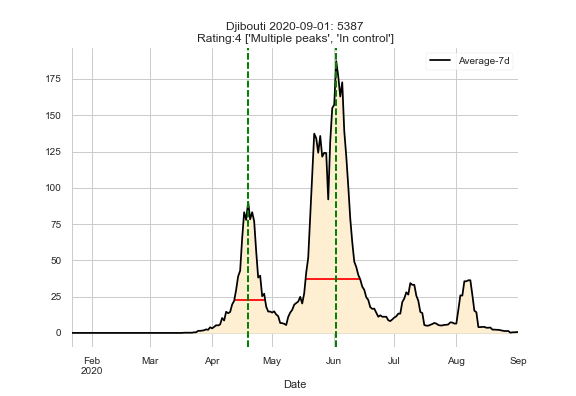 Djibouti 2020-09-01: 5387
Rating:4 ['Multiple peaks', 'In control']
Average-7d
175
150
125
100
75
50
25
0
Feb
2020
Mar
Apr
May
Jun
Jul
Aug
Sep
Date